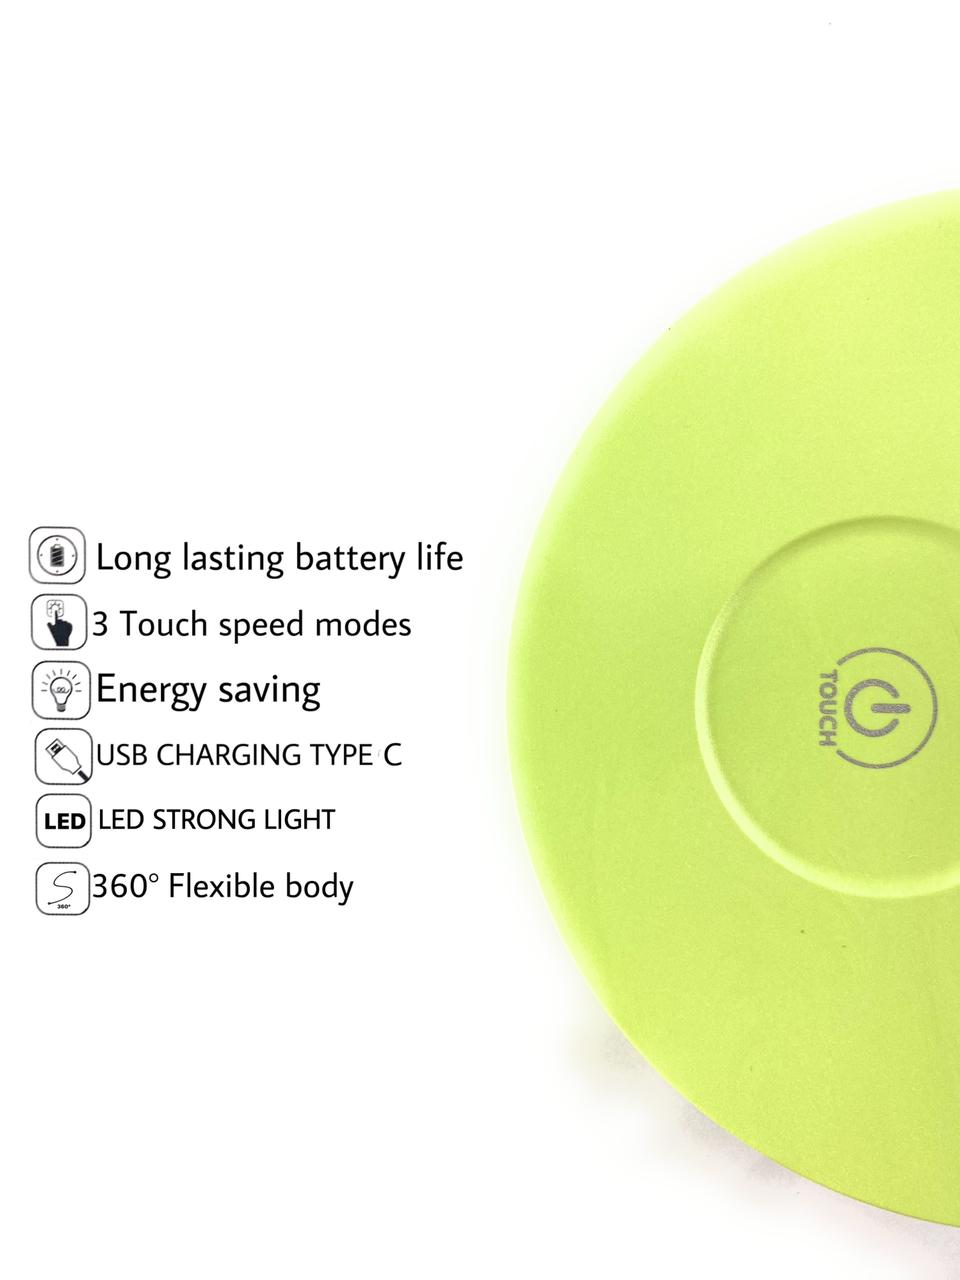 Long lasting battery life
3 Touch speed modes
Energy saving
USB CHARGING TYPE C
LED LED STRONG LIGHT
360° 360° Flexible body
TOUCH